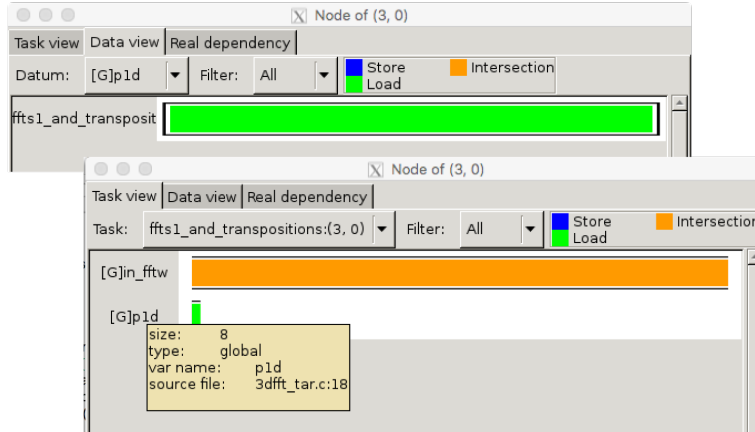 Node of (3, 0)
Task view Data view Real dependency
Datum: [G]p1d Filter: All Store Intersection
Load
ffts1_and_transposit
Node of (3, 0)
Task view Data view Real dependency
Task: ffts1_and_transpositions:(3, 0) Filter: All Store Intersection
Load
[G]in_fftw
[G]p1d
size: 8
type: global
var name: p1d
source file: 3dfft_tar.c:18